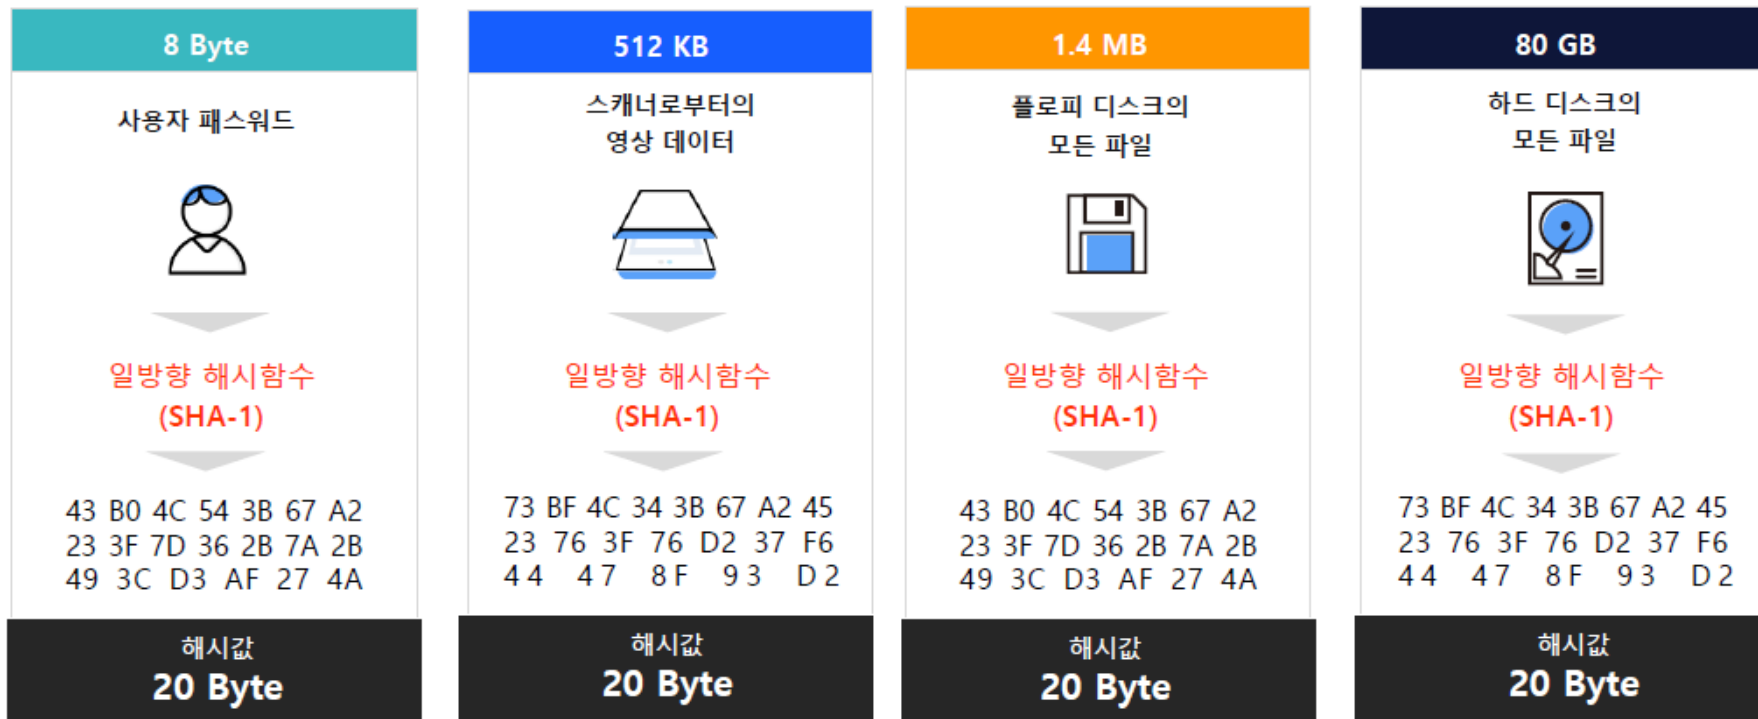 8 Byte
사용자 패스워드
일방향 해시함수
(SHA-1)
43 B0 4C 54 3B 67 A2
23 3F 7D 36 2B 7A 2B
49 3C D3 AF 27 4A
해시값
20 Byte
512 KB
스캐너로부터의
영상 데이터
일방향 해시함수
(SHA-1)
73 BF 4C 34 3B 67 A2 45
23 76 3F 76 D2 37 F6
44 47 8F 93 D2
해시값
20 Byte
1.4 MB
플로피 디스크의
모든 파일
일방향 해시함수
(SHA-1)
43 B0 4C 54 3B 67 A2
23 3F 7D 36 2B 7A 2B
49 3C D3 AF 27 4A
해시값
20 Byte
80 GB
하드 디스크의
모든 파일
일방향 해시함수
(SHA-1)
73 BF 4C 34 3B 67 A2 45
23 76 3F 76 D2 37 F6
44 47 8F 93 D2
해시값
20 Byte